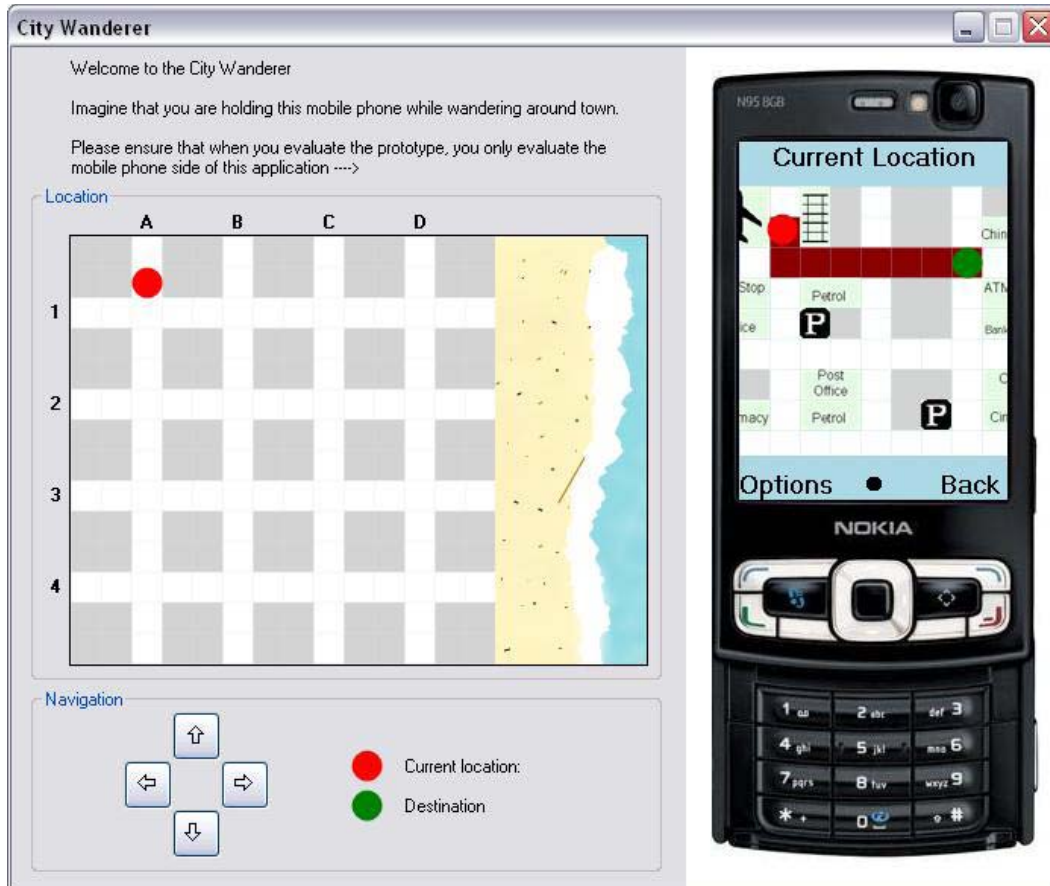 City Wanderer
Welcome to the City Wanderer
Imagine that you are holding this mobile phone while wandering around town.
Please ensure that when you evaluate the prototype, you only evaluate the
mobile phone side of this application ---->
Location
A B C D
1
2
3
4
Navigation
Current location:
Destination
N95 8GB
Current Location
Chin
Stop
Petrol
ATM
ice
P
Bank
Post
Office
C
macy
Petrol
P
Cin
Options
Back
NOKIA
1
2 abc
def 3
4 ghi
5 jkl
mno 6
7 pqrs
8 tuv
wxyz 9
* +
0
#